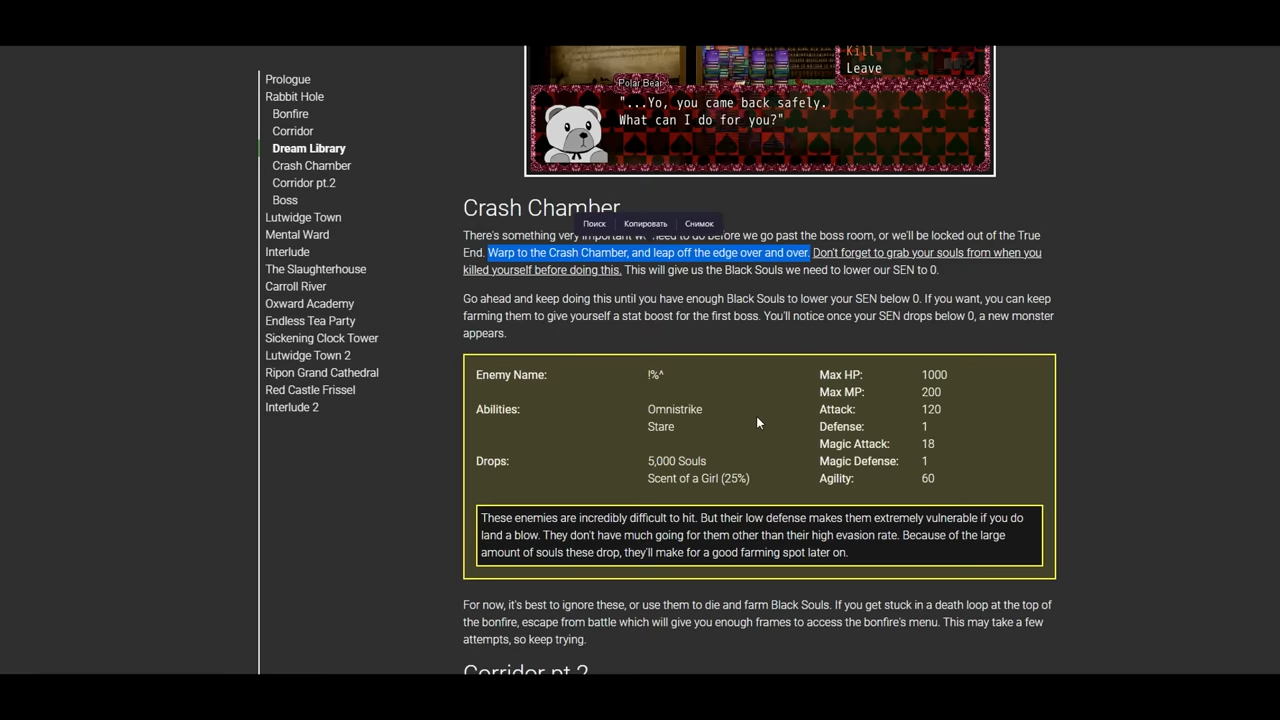 Kill
Leave
Polar Bear
"...Yo, you came back safely.
What can I do for you?"
Prologue
Rabbit Hole
Bonfire
Corridor
Dream Library
Crash Chamber
Corridor pt.2
Boss
Lutwidge Town
Mental Ward
Interlude
The Slaughterhouse
Carroll River
Oxward Academy
Endless Tea Party
Sickening Clock Tower
Lutwidge Town 2
Ripon Grand Cathedral
Red Castle Frissel
Interlude 2
Crash Chamber
Поиск Копировать Снимок
There's something very important we need to do before we go past the boss room, or we'll be locked out of the True
End. Warp to the Crash Chamber, and leap off the edge over and over. Don't forget to grab your souls from when you
killed yourself before doing this. This will give us the Black Souls we need to lower our SEN to 0.
Go ahead and keep doing this until you have enough Black Souls to lower your SEN below 0. If you want, you can keep
farming them to give yourself a stat boost for the first boss. You'll notice once your SEN drops below 0, a new monster
appears.
Enemy Name: !%^ Max HP: 1000
Max MP: 200
Abilities: Omnistrike Attack: 120
Stare Defense: 1
Magic Attack: 18
Drops: 5,000 Souls Magic Defense: 1
Scent of a Girl (25%) Agility: 60
These enemies are incredibly difficult to hit. But their low defense makes them extremely vulnerable if you do
land a blow. They don't have much going for them other than their high evasion rate. Because of the large
amount of souls these drop, they'll make for a good farming spot later on.
For now, it's best to ignore these, or use them to die and farm Black Souls. If you get stuck in a death loop at the top of
the bonfire, escape from battle which will give you enough frames to access the bonfire's menu. This may take a few
attempts, so keep trying.
Corridor pt.2